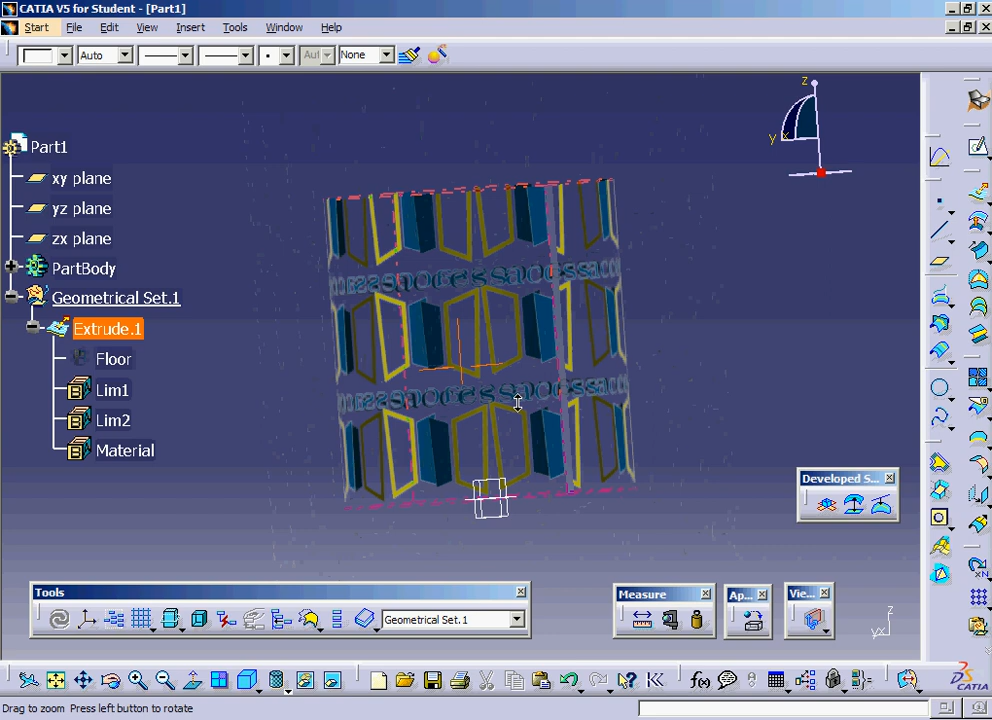 CATIA V5 for Student - [Part1]
Start File Edit View Insert Tools Window Help
Auto Aut None
z
y x
Part1
xy plane
yz plane
zx plane
PartBody
Geometrical Set.1
Extrude.1
Floor
Lim1
Lim2
Material
Developed S...
Tools
Geometrical Set.1
Measure
Ap...
Vie...
z
yx
f(x)
CATIA
Drag to zoom Press left button to rotate